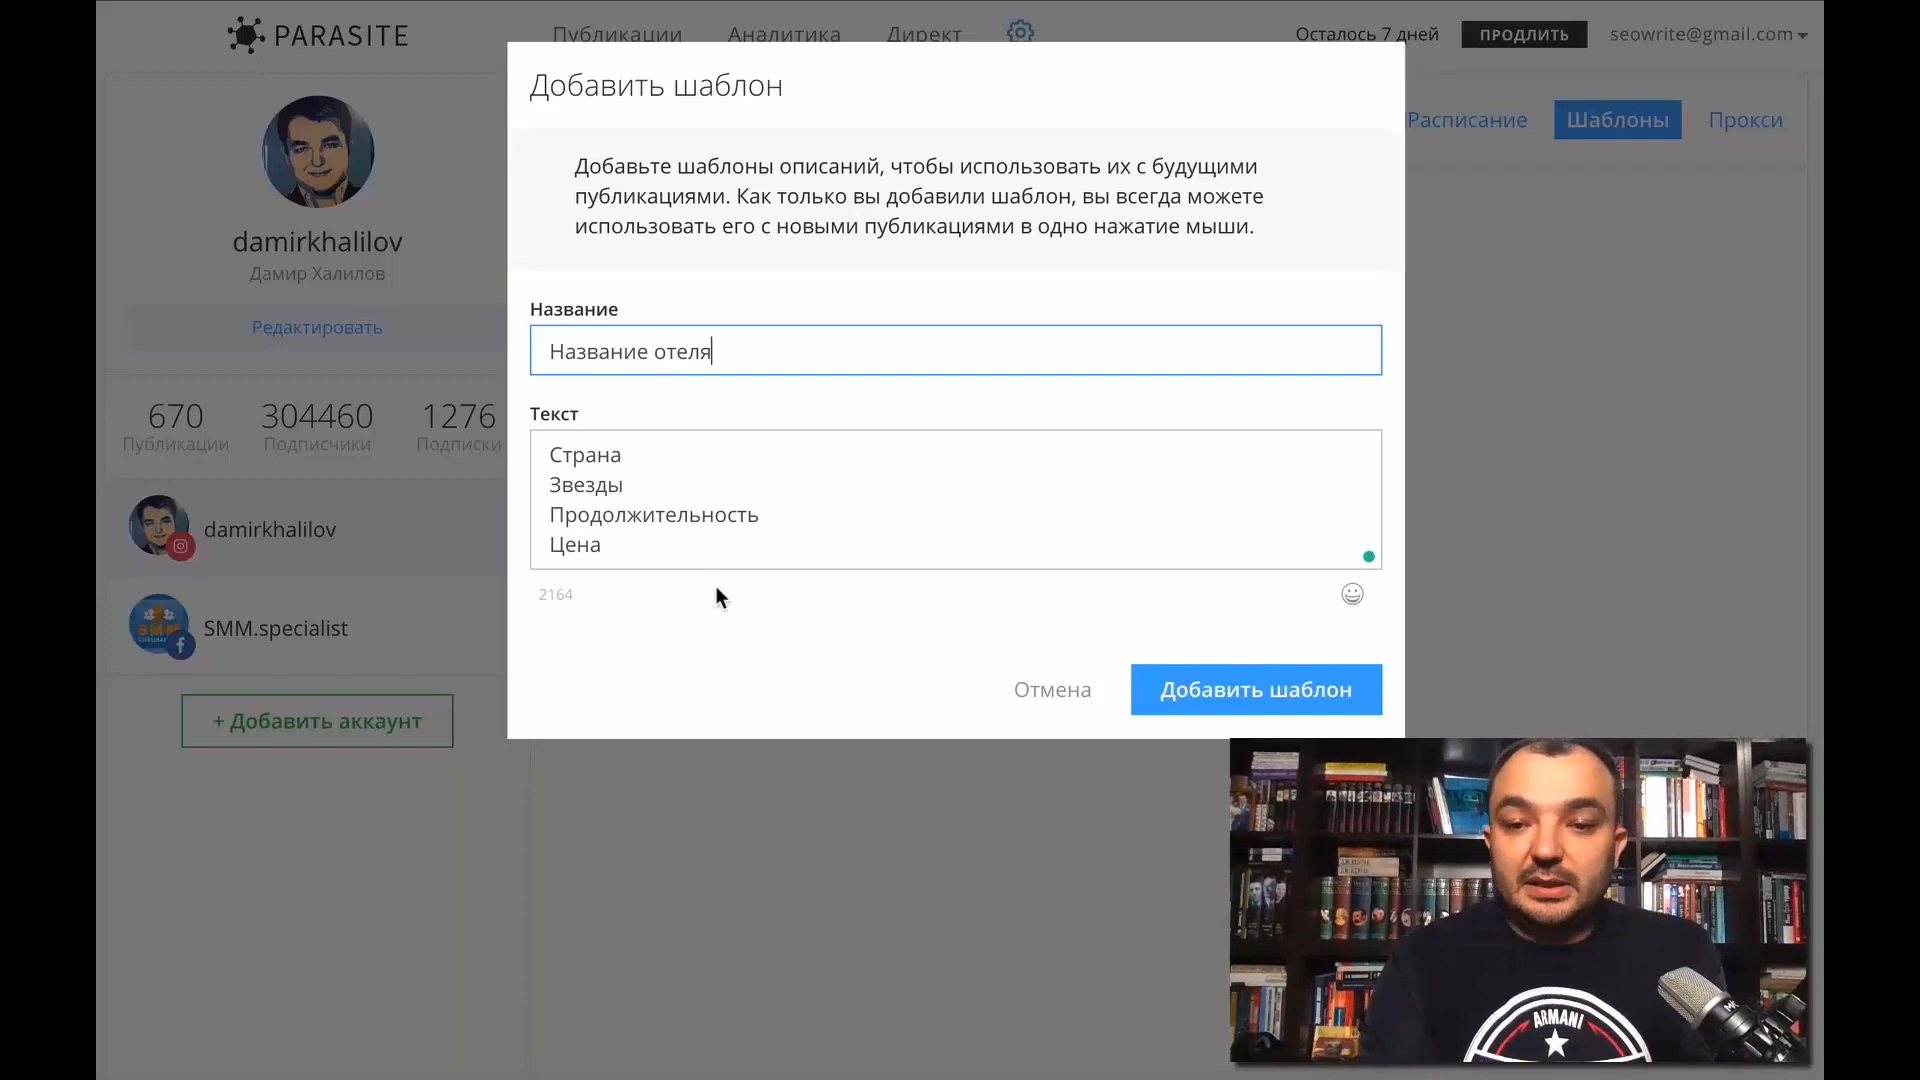 PARASITE
Публикации Аналитика Директ
Осталось 7 дней ПРОДЛИТЬ seowrite@gmail.com
Расписание Шаблоны Прокси
damirkhalilov
Дамир Халилов
Редактировать
670 304460 1276
Публикации Подписчики Подписки
damirkhalilov
SMM.specialist
+ Добавить аккаунт
Добавить шаблон
Добавьте шаблоны описаний, чтобы использовать их с будущими
публикациями. Как только вы добавили шаблон, вы всегда можете
использовать его с новыми публикациями в одно нажатие мыши.
Название
Название отеля
Текст
Страна
Звезды
Продолжительность
Цена
2164
Отмена Добавить шаблон
ARMANI